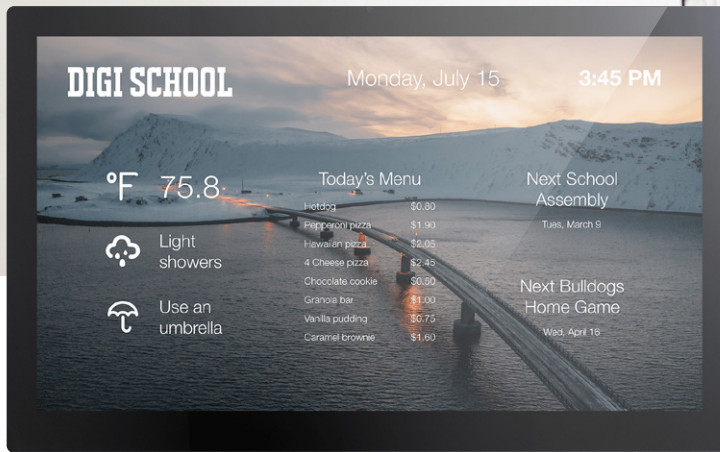 DIGI SCHOOL
Monday, July 15
3:45 PM
°F 75.8
Light
showers
Use an
umbrella
Today's Menu
Hotdog $0.80
Pepperoni pizza $1.90
Hawaiian pizza $2.05
4 Cheese pizza $2.45
Chocolate cookie $0.50
Granola bar $1.00
Vanilla pudding $0.75
Caramel brownie $1.60
Next School
Assembly
Tues, March 9
Next Bulldogs
Home Game
Wed, April 16